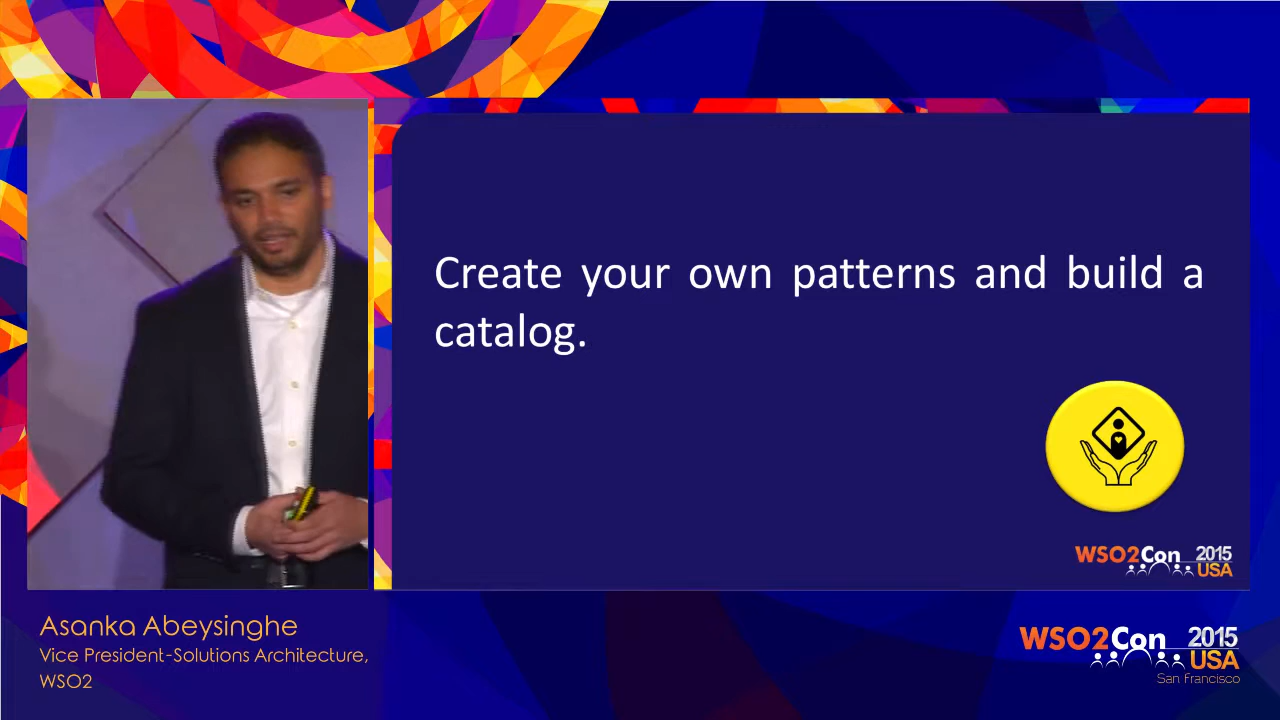 Create your own patterns and build a
catalog.
WSO2Con 2015
USA
Asanka Abeysinghe
Vice President-Solutions Architecture,
WSO2
WSO2Con 2015
USA
San Francisco